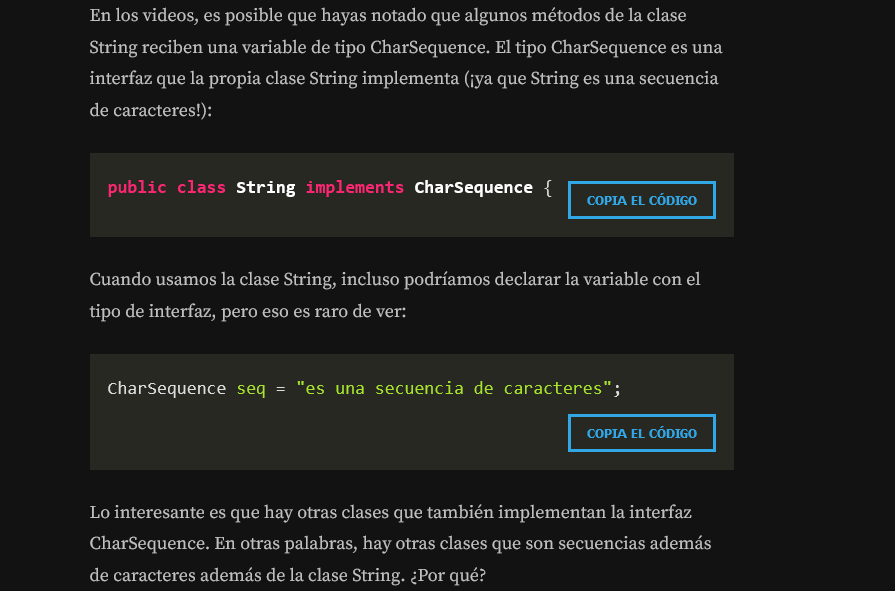 En los videos, es posible que hayas notado que algunos métodos de la clase
String reciben una variable de tipo CharSequence. El tipo CharSequence es una
interfaz que la propia clase String implementa (¡ya que String es una secuencia
de caracteres!):
public class String implements CharSequence {
COPIA EL CÓDIGO
Cuando usamos la clase String, incluso podríamos declarar la variable con el
tipo de interfaz, pero eso es raro de ver:
CharSequence seq = "es una secuencia de caracteres";
COPIA EL CÓDIGO
Lo interesante es que hay otras clases que también implementan la interfaz
CharSequence. En otras palabras, hay otras clases que son secuencias además
de caracteres además de la clase String. ¿Por qué?